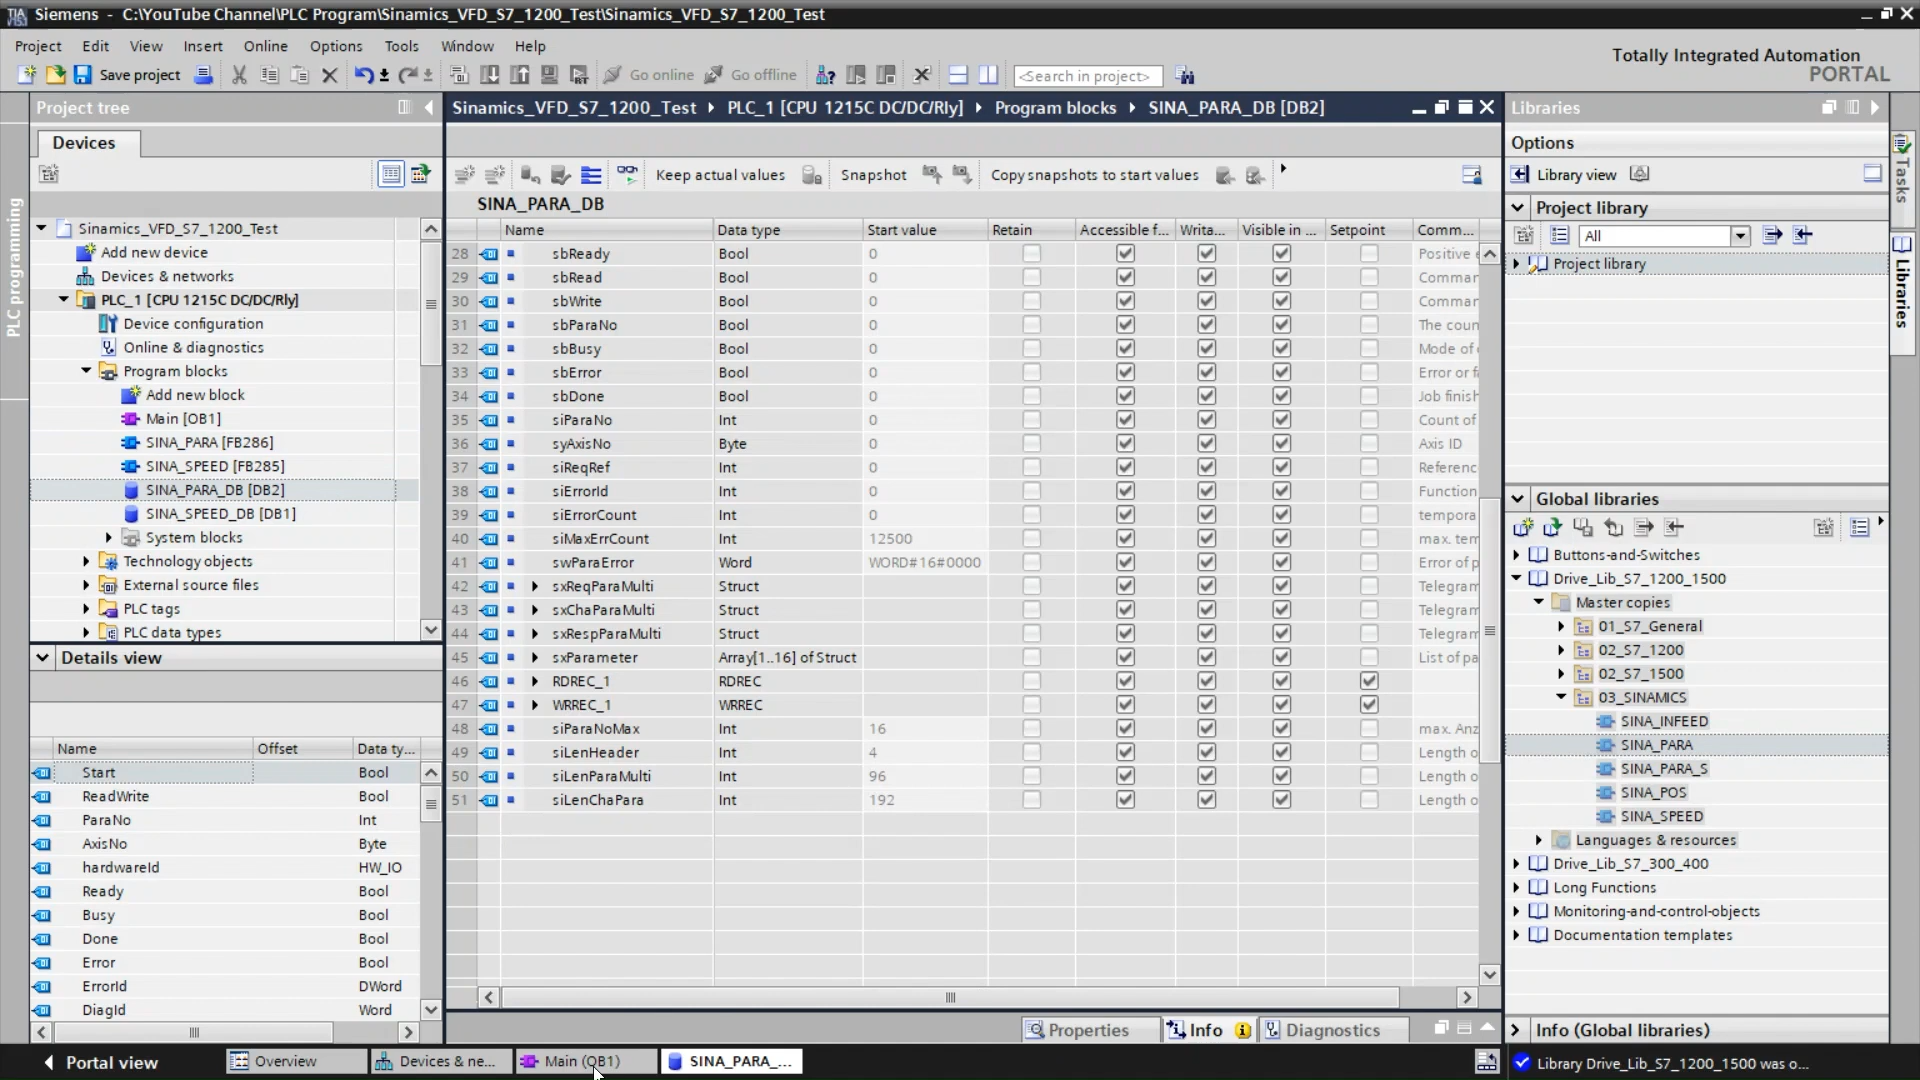 Siemens - C:\YouTube Channel\PLC Program\Sinamics_VFD_S7_1200_Test\Sinamics_VFD_S7_1200_Test
Project Edit View Insert Online Options Tools Window Help
Totally Integrated Automation
PORTAL
Save project Go online Go offline <Search in project>
Project tree
Sinamics_VFD_S7_1200_Test PLC_1 [CPU 1215C DC/DC/Rly] Program blocks SINA_PARA_DB [DB2]
Libraries
Devices
Options
Keep actual values Snapshot Copy snapshots to start values
Library view
PLC programming
Tasks
Libraries
SINA_PARA_DB
Project library
All
Project library
Sinamics_VFD_S7_1200_Test
Add new device
Devices & networks
PLC_1 [CPU 1215C DC/DC/Rly]
Device configuration
Online & diagnostics
Program blocks
Add new block
Main [OB1]
SINA_PARA [FB286]
SINA_SPEED [FB285]
SINA_PARA_DB [DB2]
SINA_SPEED_DB [DB1]
System blocks
Technology objects
External source files
PLC tags
PLC data types
Name Data type Start value Retain Accessible f... Writa... Visible in ... Setpoint Comm...
28 sbReady Bool 0 Positive
29 sbRead Bool 0 Comman
30 sbWrite Bool 0 Comman
31 sbParaNo Bool 0 The coun
32 sbBusy Bool 0 Mode of
33 sbError Bool 0 Error or f
34 sbDone Bool 0 Job finish
35 siParaNo Int 0 Count of
36 syAxisNo Byte 0 Axis ID
37 siReqRef Int 0 Referenc
38 siErrorId Int 0 Function
39 siErrorCount Int 0 tempora
40 siMaxErrCount Int 12500 max. tem
41 swParaError Word WORD#16#0000 Error of p
42 sxReqParaMulti Struct Telegram
43 sxChaParaMulti Struct Telegram
44 sxRespParaMulti Struct Telegram
45 sxParameter Array[1..16] of Struct List of pa
46 RDREC_1 RDREC
47 WRREC_1 WRREC
48 siParaNoMax Int 16 max. Anz
49 siLenHeader Int 4 Length o
50 siLenParaMulti Int 96 Length o
51 siLenChaPara Int 192 Length o
Details view
Name Offset Data ty...
Start Bool
ReadWrite Bool
ParaNo Int
AxisNo Byte
hardwareId HW_IO
Ready Bool
Busy Bool
Done Bool
Error Bool
ErrorId DWord
DiagId Word
Global libraries
Buttons-and-Switches
Drive_Lib_S7_1200_1500
Master copies
01_S7_General
02_S7_1200
02_S7_1500
03_SINAMICS
SINA_INFEED
SINA_PARA
SINA_PARA_S
SINA_POS
SINA_SPEED
Languages & resources
Drive_Lib_S7_300_400
Long Functions
Monitoring-and-control-objects
Documentation templates
Properties Info Diagnostics
Info (Global libraries)
Portal view Overview Devices & ne... Main (OB1) SINA_PARA_... Library Drive_Lib_S7_1200_1500 was o...